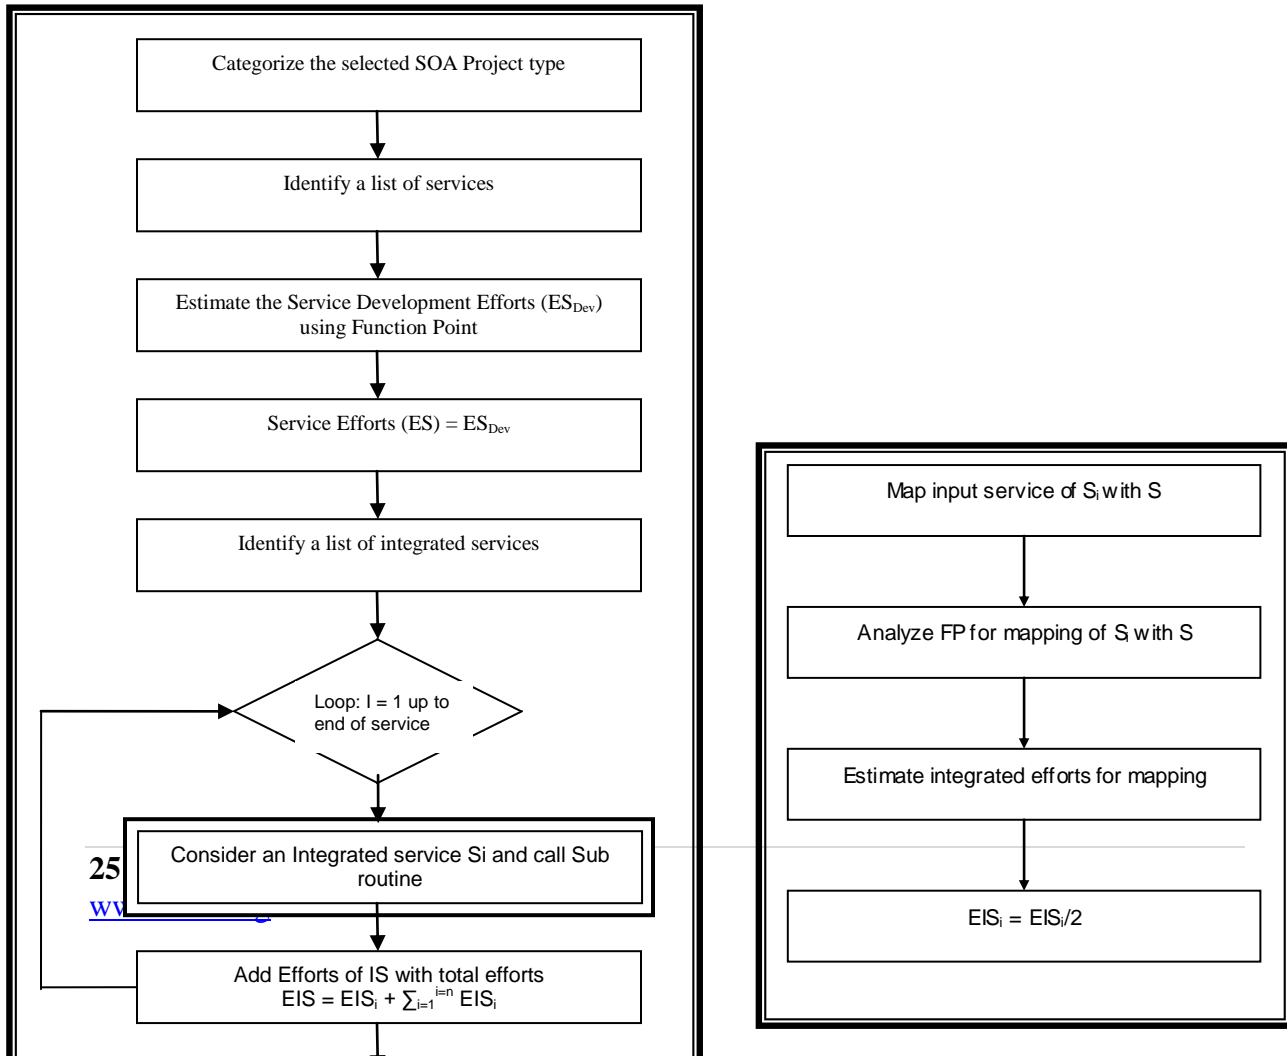 Categorize the selected SOA Project type
Identify a list of services
Estimate the Service Development Efforts (ESDev)
using Function Point
Service Efforts (ES) = ESDev
Identify a list of integrated services
Loop: I = 1 up to
end of service
Consider an Integrated service Si and call Sub
routine
25
Add Efforts of IS with total efforts
EIS = EISi + ∑i=1 i=n EISi
Map input service of Si with S
Analyze FP for mapping of Si with S
Estimate integrated efforts for mapping
EISi = EISi/2